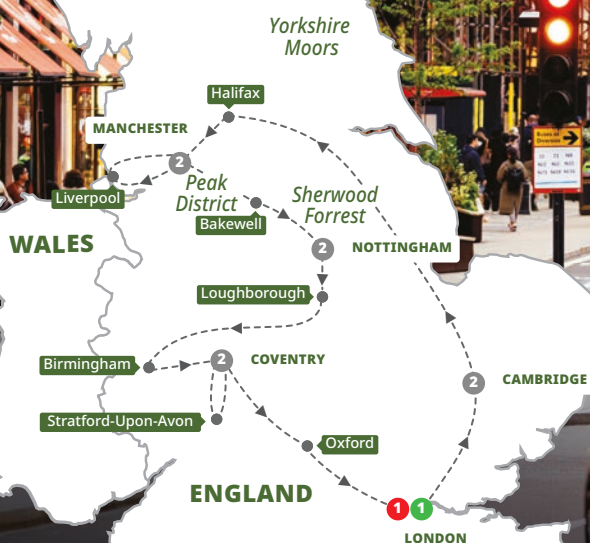 Yorkshire
Moors
Halifax
MANCHESTER
2
Liverpool
Peak
District
Sherwood
Forrest
Bakewell
2
NOTTINGHAM
WALES
Loughborough
Birmingham
2
COVENTRY
2
CAMBRIDGE
Stratford-Upon-Avon
Oxford
ENGLAND
1
1
LONDON